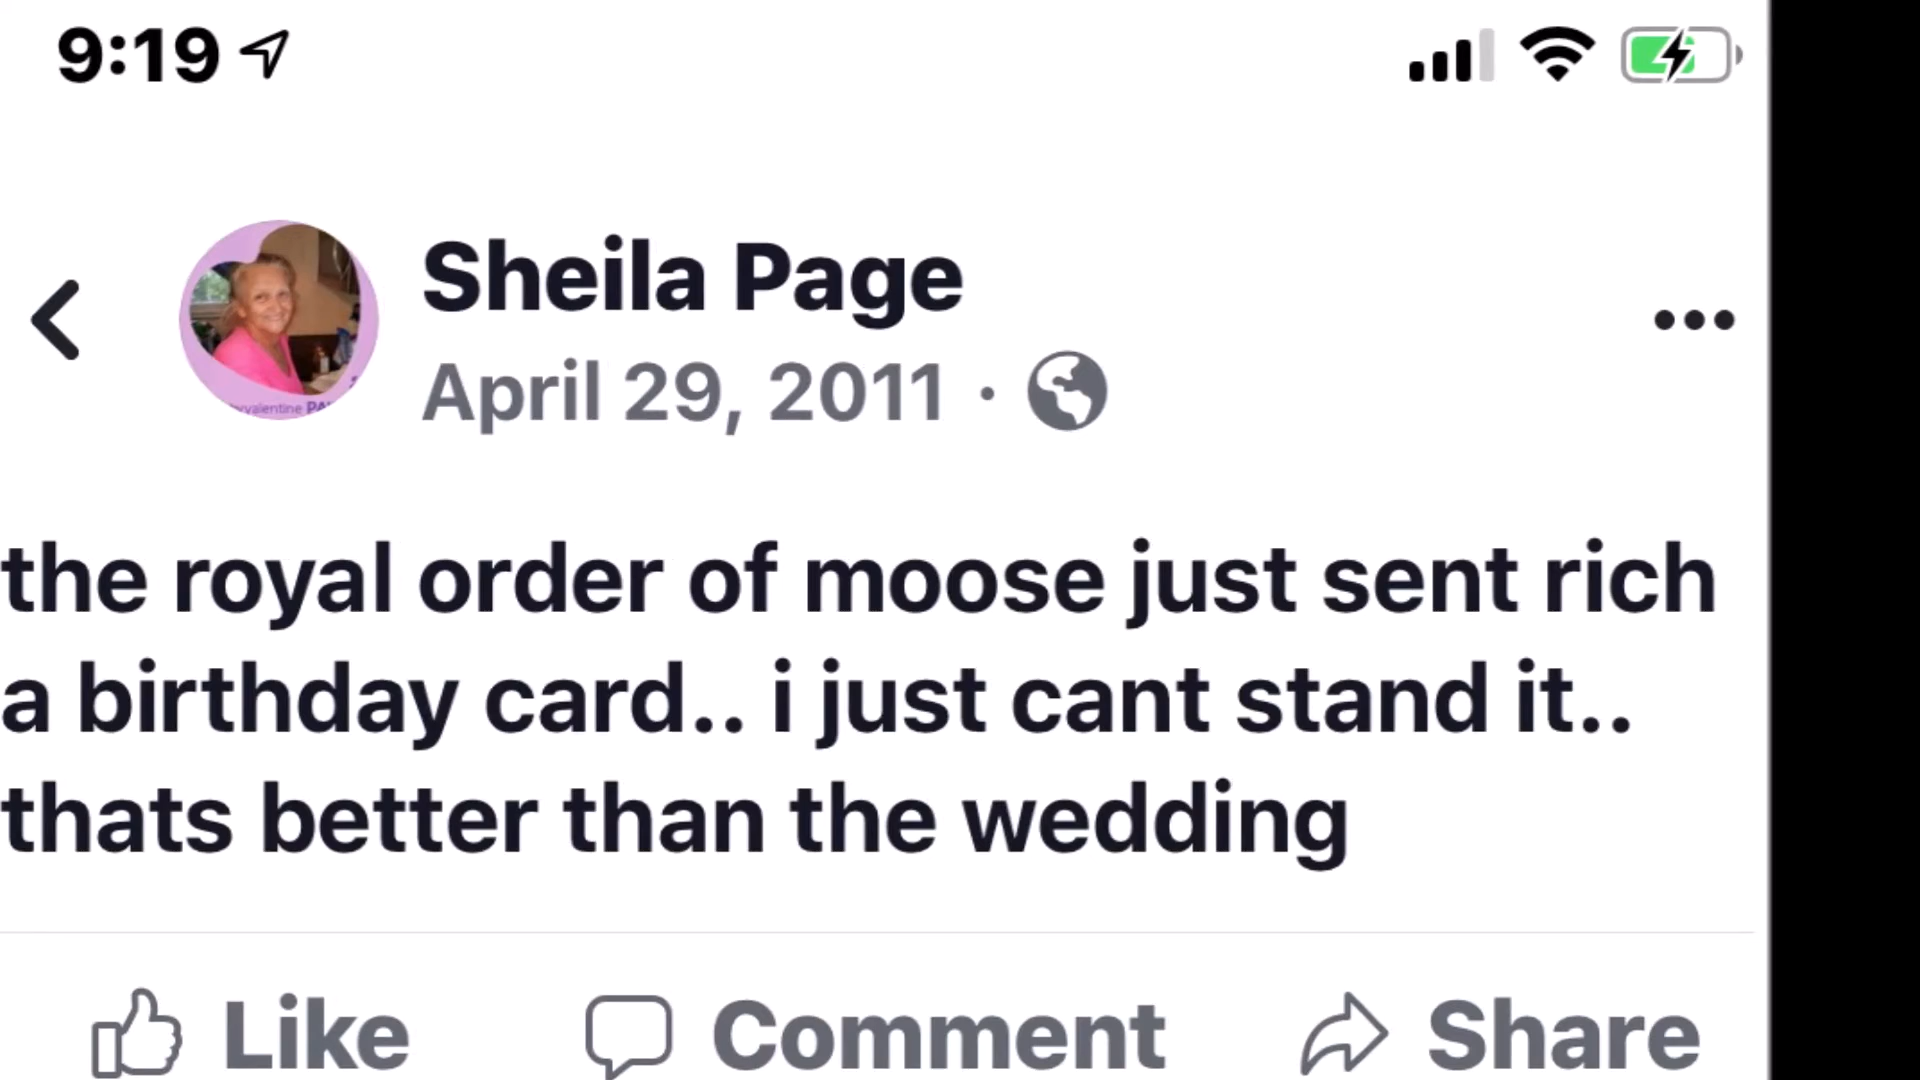 9:19
Sheila Page
April 29, 2011 ·
the royal order of moose just sent rich
a birthday card.. i just cant stand it..
thats better than the wedding
Like Comment Share